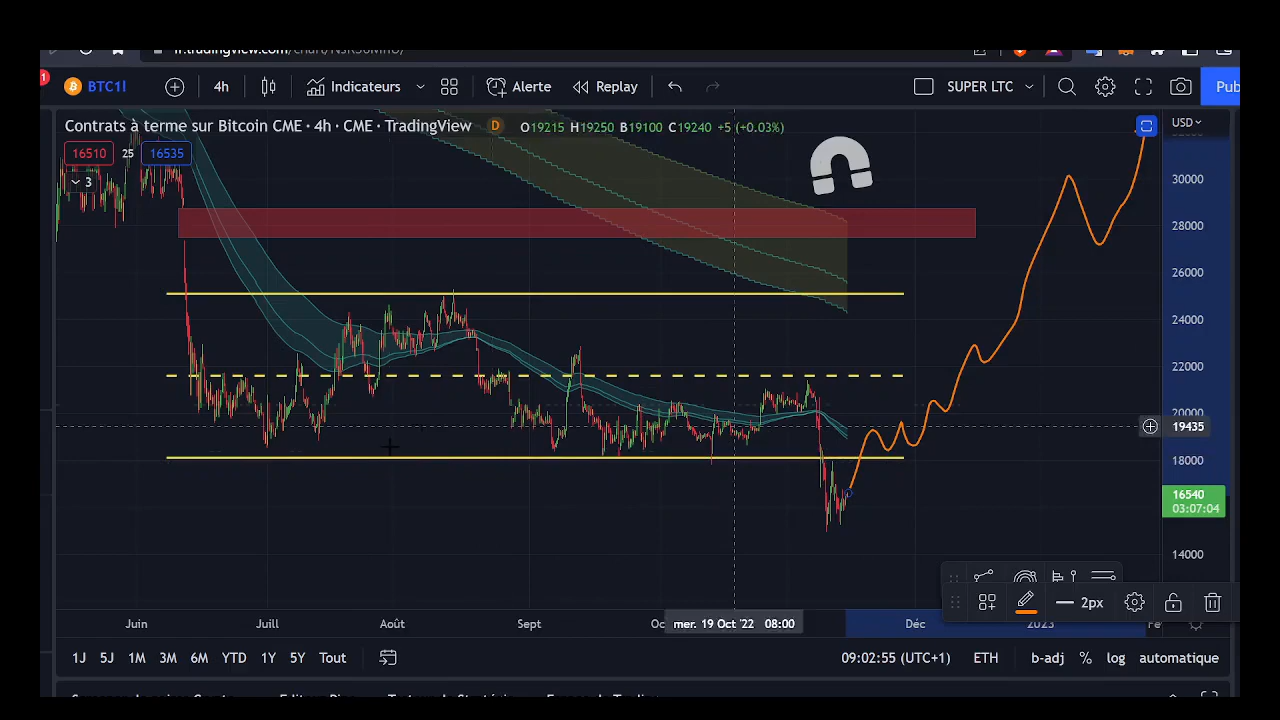 1
BTC1! 4h Indicateurs Alerte Replay SUPER LTC Pub
Contrats à terme sur Bitcoin CME · 4h · CME · TradingView D O19215 H19250 B19100 C19240 +5 (+0.03%) USD
16510 25 16535
3
30000
28000
26000
24000
22000
20000
19435
18000
16540
03:07:04
14000
2px
Juin Juill Août Sept Oc mer. 19 Oct '22 08:00 Déc 2023 Fe
1J 5J 1M 3M 6M YTD 1Y 5Y Tout 09:02:55 (UTC+1) ETH b-adj % log automatique